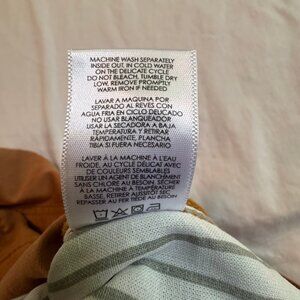 MACHINE WASH SEPARATELY
INSIDE OUT, IN COLD WATER
ON THE DELICATE CYCLE
DO NOT BLEACH, TUMBLE DRY
LOW. REMOVE PROMPTLY
WARM IRON IF NEEDED
LAVAR A MAQUINA POR
SEPARADO AL REVÉS CON
AGUA FRIA EN CICLO DELICADO
NO USAR BLANQUEADOR
USAR LA SECADORA A BAJA
TEMPERATURA Y RETIRAR
RÁPIDAMENTE, PLANCHA
TIBIA SI FUERA NECESARIO
LAVER À LA MACHINE À L'EAU
FROIDE, AU CYCLE DÉLICAT AVEC
DE COULEURS SEMBLABLES
UTILISER UN AGENT DE BLANCHIMENT
SANS CHLORE AU BESOIN. SÉCHER
À LA MACHINE À TEMPÉRATURE
BASSE. RETIRER AUSSITÔT SEC
REPASSER AU FER TIÈDE AU BESOIN